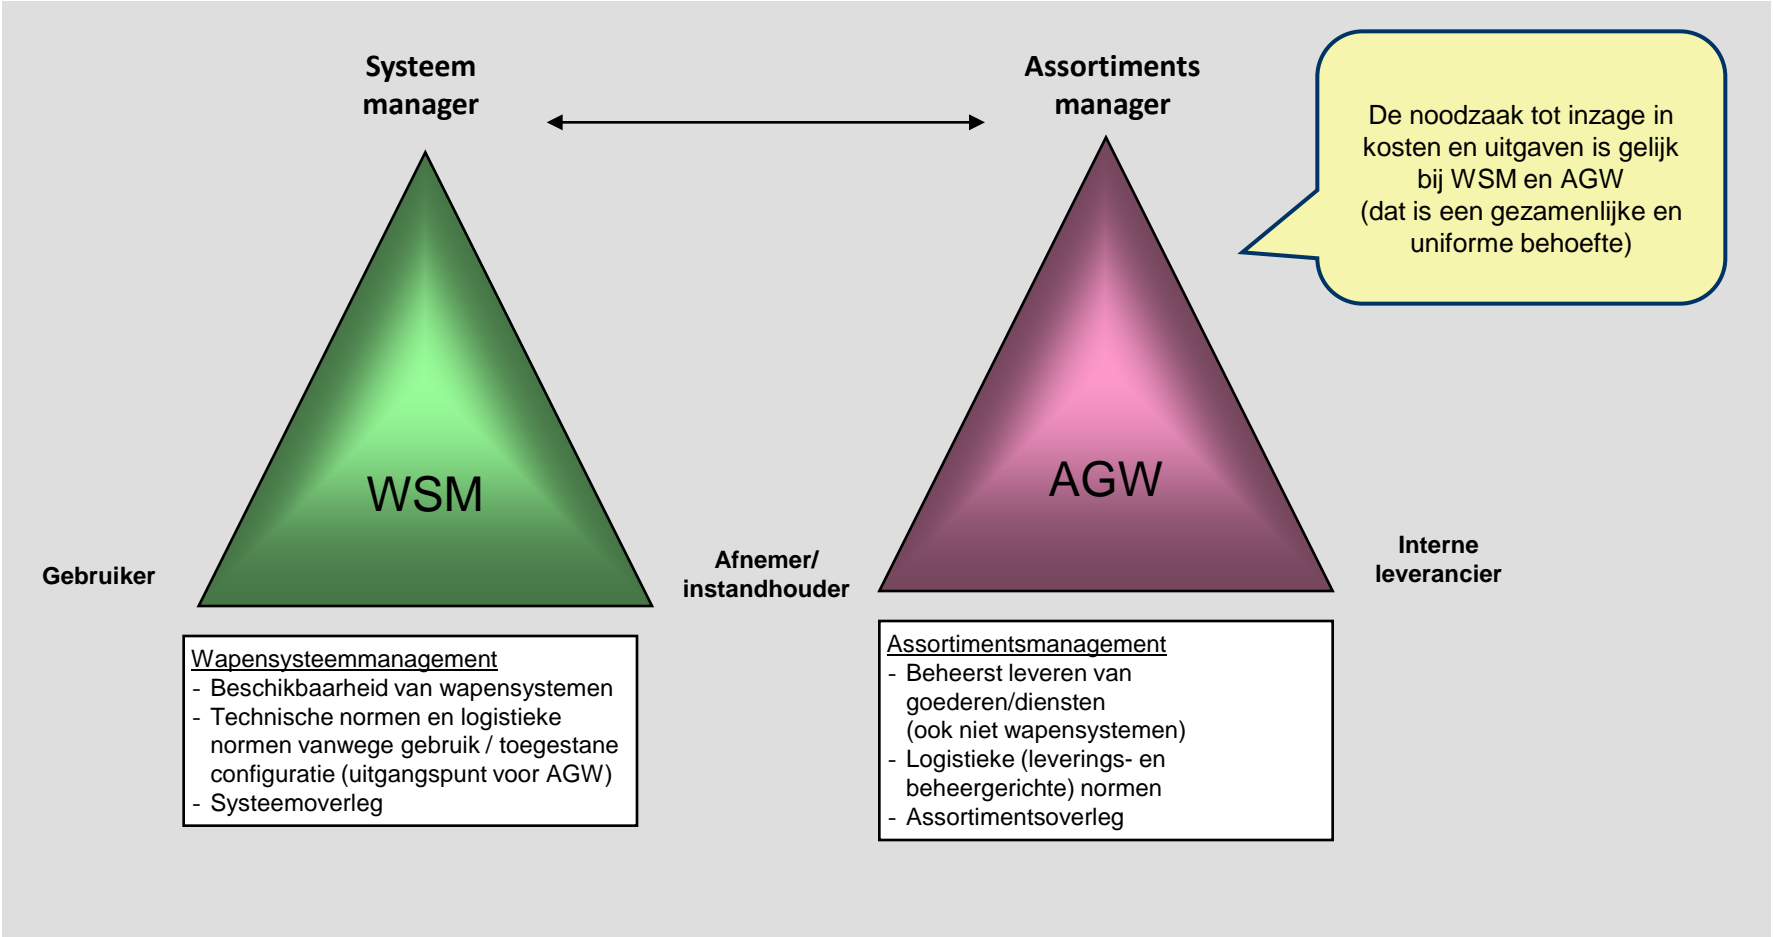 Systeem
manager
Assortiments
manager
De noodzaak tot inzage in
kosten en uitgaven is gelijk
bij WSM en AGW
(dat is een gezamenlijke en
uniforme behoefte)
WSM
AGW
Gebruiker
Afnemer/
instandhouder
Interne
leverancier
Wapensysteemmanagement
- Beschikbaarheid van wapensystemen
- Technische normen en logistieke
normen vanwege gebruik / toegestane
configuratie (uitgangspunt voor AGW)
- Systeemoverleg
Assortimentsmanagement
- Beheerst leveren van
goederen/diensten
(ook niet wapensystemen)
- Logistieke (leverings- en
beheergerichte) normen
- Assortimentsoverleg